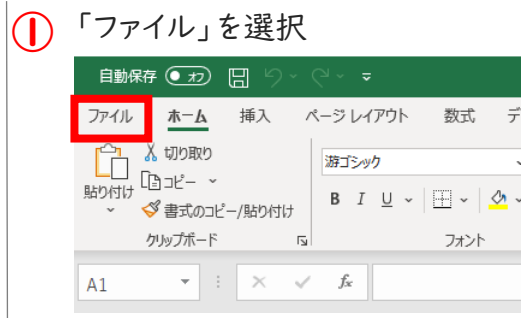 ① 「ファイル」を選択
自動保存 オフ
ファイル ホーム 挿入 ページ レイアウト 数式 デ
切り取り
游ゴシック
コピー
貼り付け
B I U
書式のコピー/貼り付け
クリップボード フォント
A1 fx